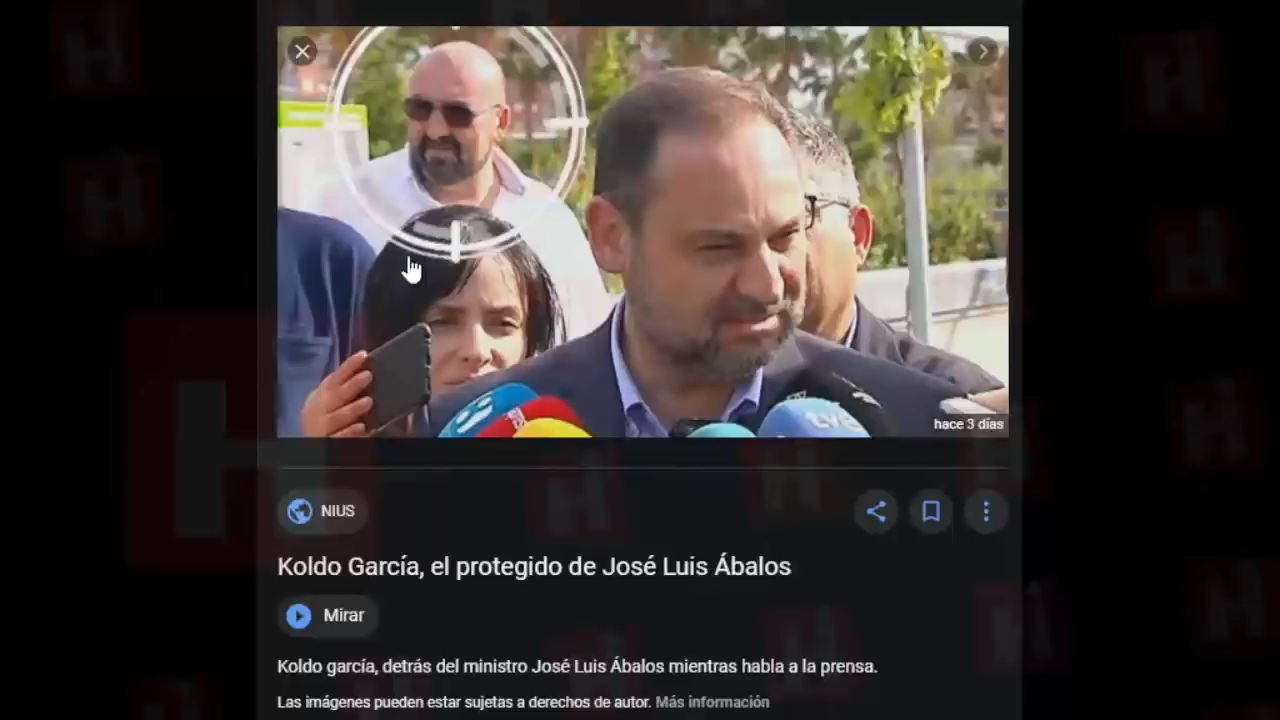 tve
hace 3 días
NIUS
Koldo García, el protegido de José Luis Ábalos
Mirar
Koldo garcía, detrás del ministro José Luis Ábalos mientras habla a la prensa.
Las imágenes pueden estar sujetas a derechos de autor. Más información